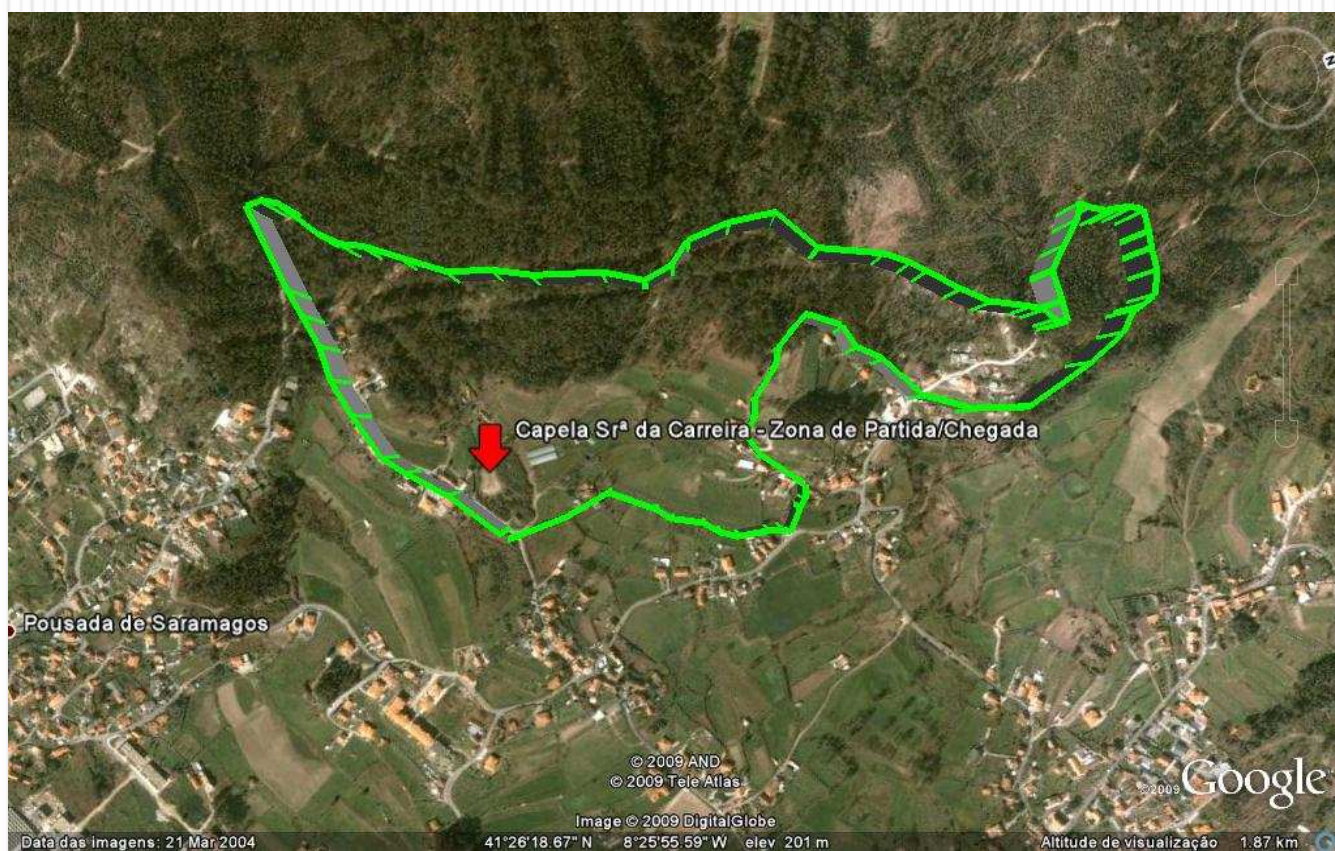 N
Capela Srª da Carreira - Zona de Partida/Chegada
Pousada de Saramagos
© 2009 AND
© 2009 Tele Atlas
Image © 2009 DigitalGlobe
©2009 Google
Data das imagens: 21 Mar 2004 41°26'18.67" N 8°25'55.59" W elev 201 m Altitude de visualização 1.87 km